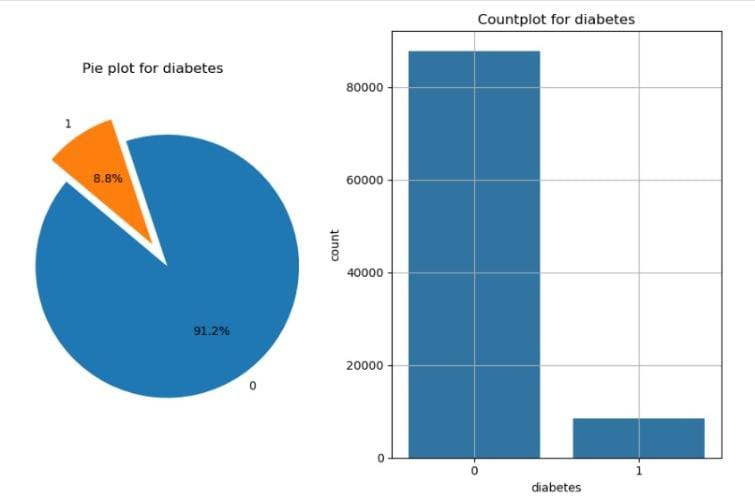 Pie plot for diabetes
1
8.8%
91.2%
0
Countplot for diabetes
80000
60000
40000
20000
0
count
0 1
diabetes